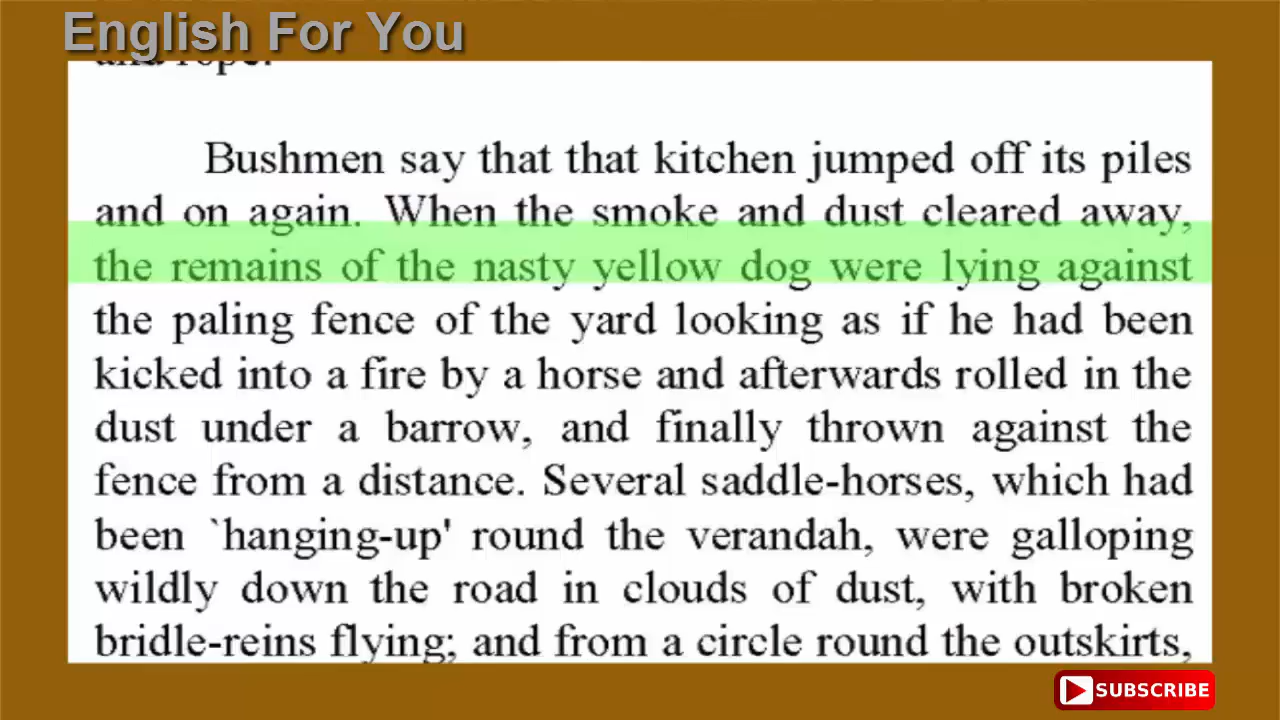 English For You
and rope.
Bushmen say that that kitchen jumped off its piles
and on again. When the smoke and dust cleared away,
the remains of the nasty yellow dog were lying against
the paling fence of the yard looking as if he had been
kicked into a fire by a horse and afterwards rolled in the
dust under a barrow, and finally thrown against the
fence from a distance. Several saddle-horses, which had
been `hanging-up' round the verandah, were galloping
wildly down the road in clouds of dust, with broken
bridle-reins flying; and from a circle round the outskirts,
SUBSCRIBE